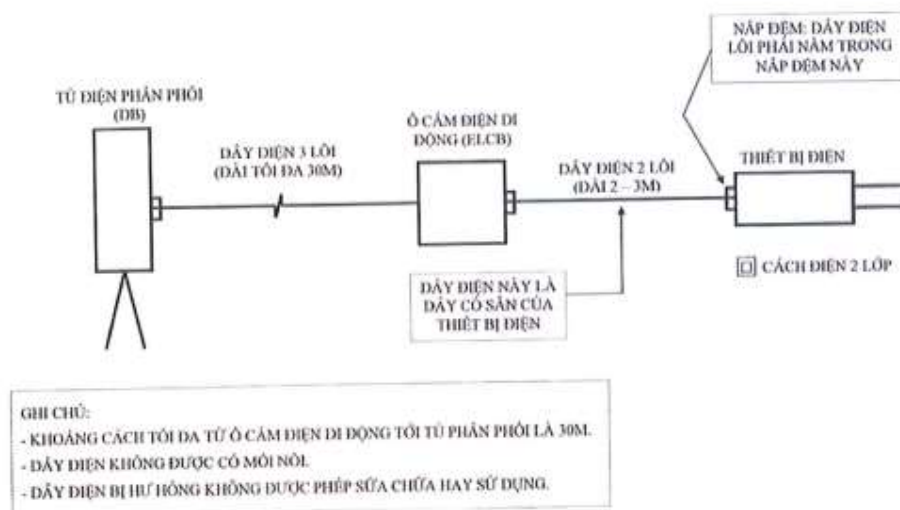 NẮP ĐỆM: DÂY ĐIỆN
LÕI PHẢI NẰM TRONG
NẮP ĐỆM NÀY
TỦ ĐIỆN PHÂN PHỐI
(DB)
Ổ CẮM ĐIỆN DI
ĐỘNG (ELCB)
DÂY ĐIỆN 3 LÕI
(DÀI TỐI ĐA 30M)
DÂY ĐIỆN 2 LÕI
(DÀI 2 – 3M)
THIẾT BỊ ĐIỆN
CÁCH ĐIỆN 2 LỚP
DÂY ĐIỆN NÀY LÀ
DÂY CÓ SẴN CỦA
THIẾT BỊ ĐIỆN
GHI CHÚ:
- KHOẢNG CÁCH TỐI ĐA TỪ Ổ CẮM ĐIỆN DI ĐỘNG TỚI TỦ PHÂN PHỐI LÀ 30M.
- DÂY ĐIỆN KHÔNG ĐƯỢC CÓ MỐI NỐI.
- DÂY ĐIỆN BỊ HƯ HỎNG KHÔNG ĐƯỢC PHÉP SỬA CHỮA HAY SỬ DỤNG.